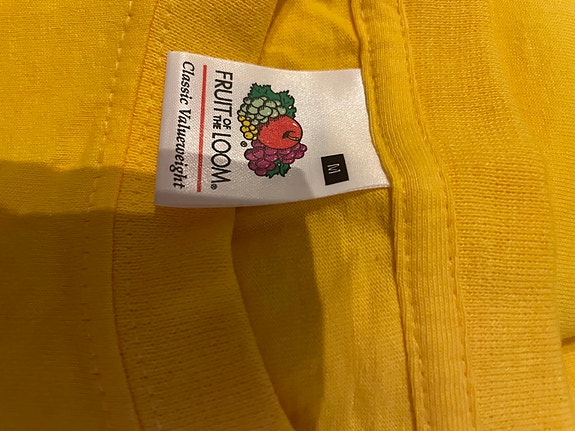 M
FRUIT OF THE LOOM®
Classic Valueweight